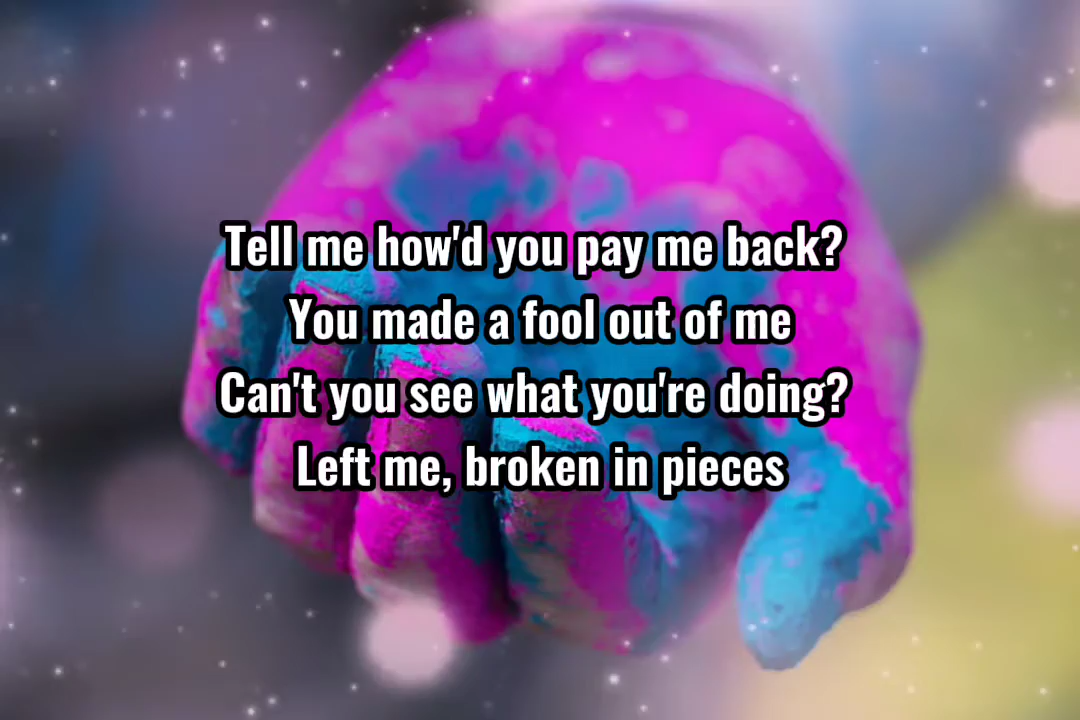 Tell me how'd you pay me back?
You made a fool out of me
Can't you see what you're doing?
Left me, broken in pieces